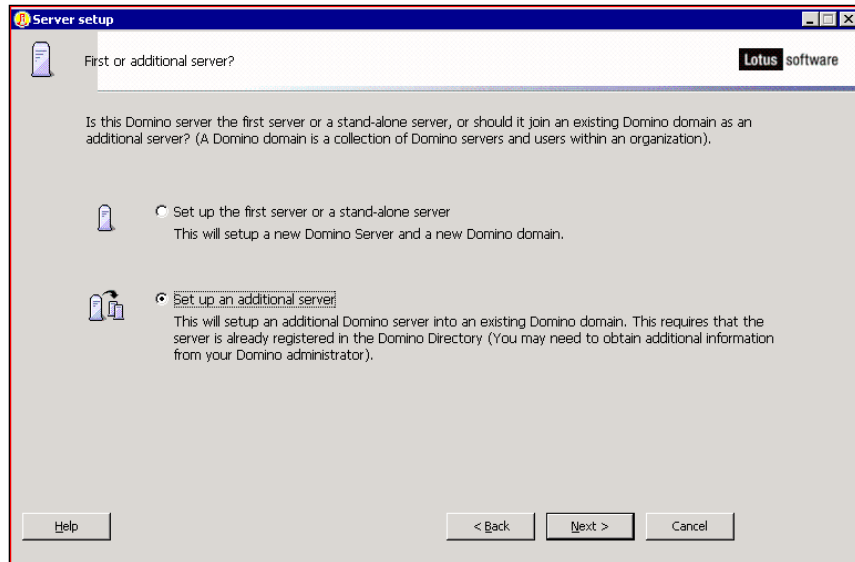 Server setup
First or additional server?
Lotus software
Is this Domino server the first server or a stand-alone server, or should it join an existing Domino domain as an
additional server? (A Domino domain is a collection of Domino servers and users within an organization).
Set up the first server or a stand-alone server
This will setup a new Domino Server and a new Domino domain.
Set up an additional server
This will setup an additional Domino server into an existing Domino domain. This requires that the
server is already registered in the Domino Directory (You may need to obtain additional information
from your Domino administrator).
Help
< Back
Next >
Cancel